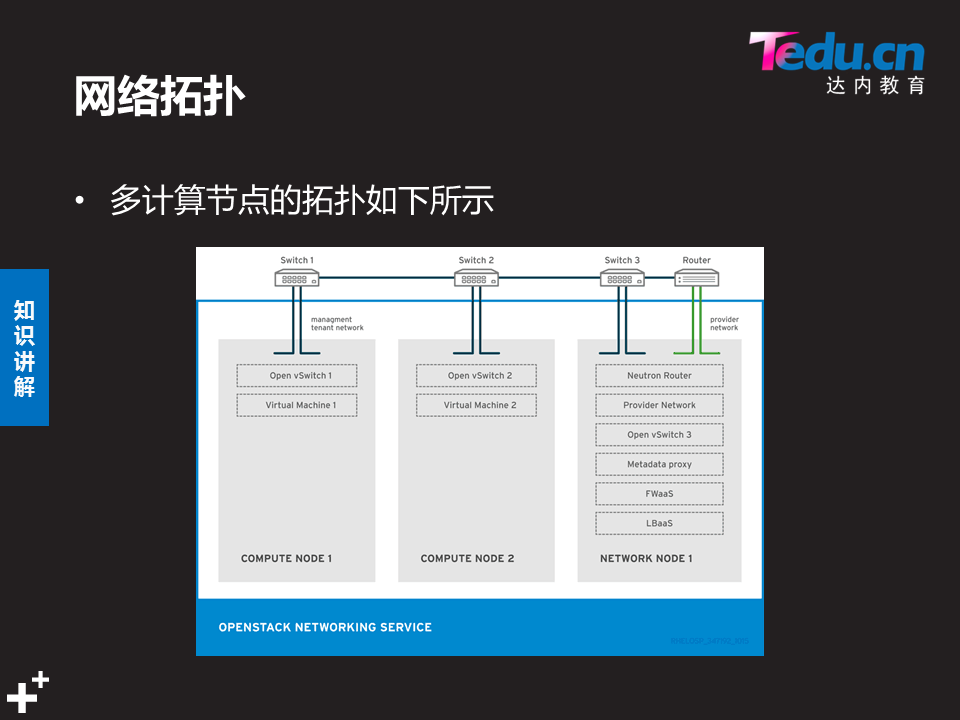 Tedu.cn
达内教育
网络拓扑
• 多计算节点的拓扑如下所示
知识讲解
Switch 1
Switch 2
Switch 3
Router
managment
tenant network
provider
network
Open vSwitch 1
Virtual Machine 1
COMPUTE NODE 1
Open vSwitch 2
Virtual Machine 2
COMPUTE NODE 2
Neutron Router
Provider Network
Open vSwitch 3
Metadata proxy
FWaaS
LBaaS
NETWORK NODE 1
OPENSTACK NETWORKING SERVICE